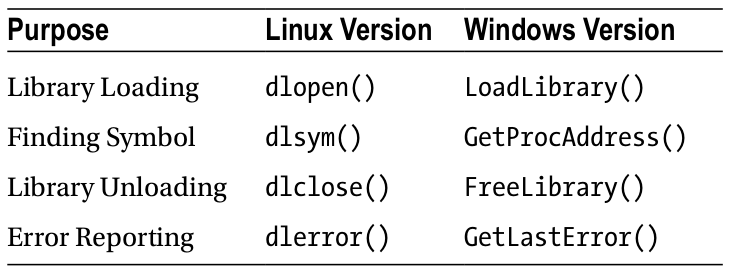 Purpose Linux Version Windows Version
Library Loading dlopen() LoadLibrary()
Finding Symbol dlsym() GetProcAddress()
Library Unloading dlclose() FreeLibrary()
Error Reporting dlerror() GetLastError()